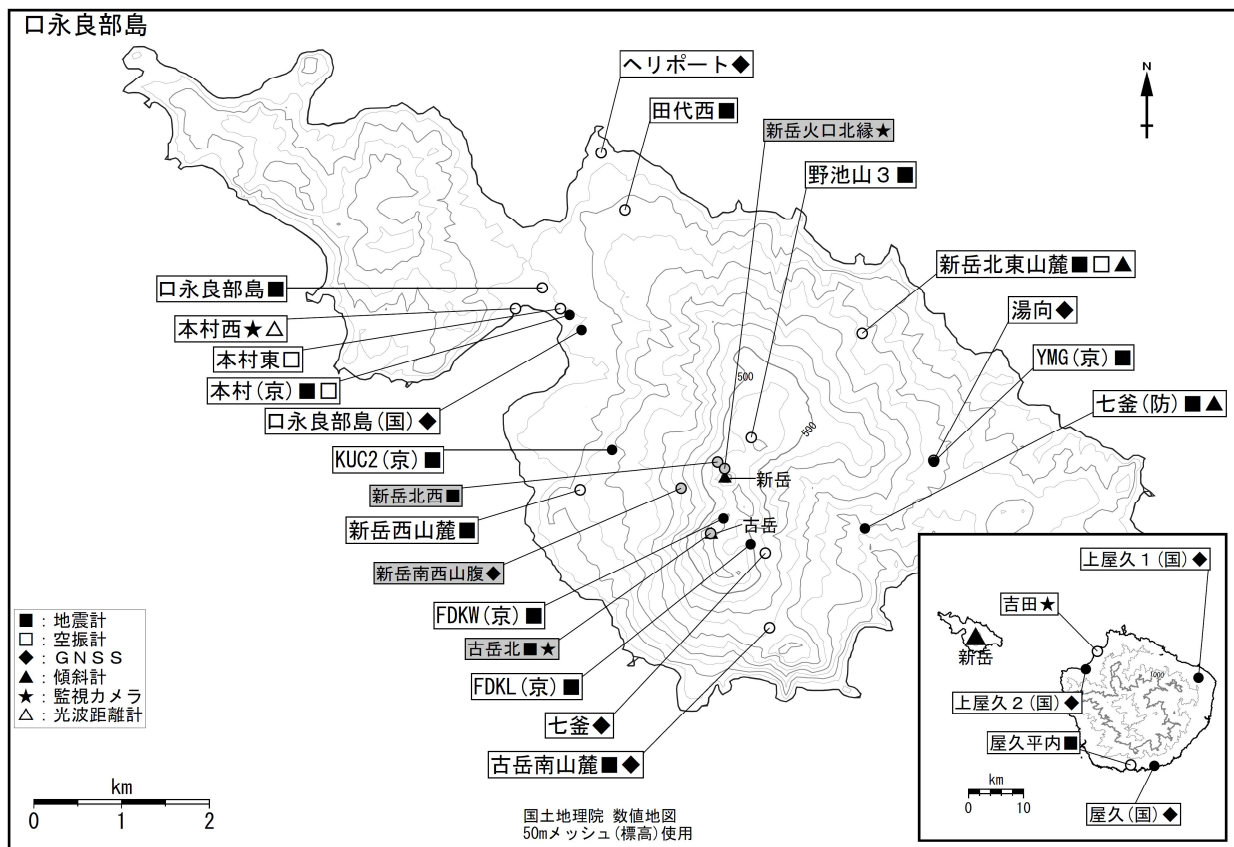 口永良部島
ヘリポート◆
田代西■
新岳火口北縁★
野池山３■
N
新岳北東山麓■□▲
湯向◆
YMG(京)■
七釜(防)■▲
口永良部島■
本村西★△
本村東□
本村(京)■□
口永良部島(国)◆
KUC2(京)■
新岳北西■
新岳西山麓■
新岳南西山腹◆
FDKW(京)■
古岳北■★
FDKL(京)■
七釜◆
古岳南山麓■◆
500
500
新岳
古岳
■：地震計
□：空振計
◆：ＧＮＳＳ
▲：傾斜計
★：監視カメラ
△：光波距離計
km
0 1 2
国土地理院 数値地図
50mメッシュ(標高)使用
上屋久１(国)◆
吉田★
新岳
1000
上屋久２(国)◆
屋久平内■
km
0 10
屋久(国)◆